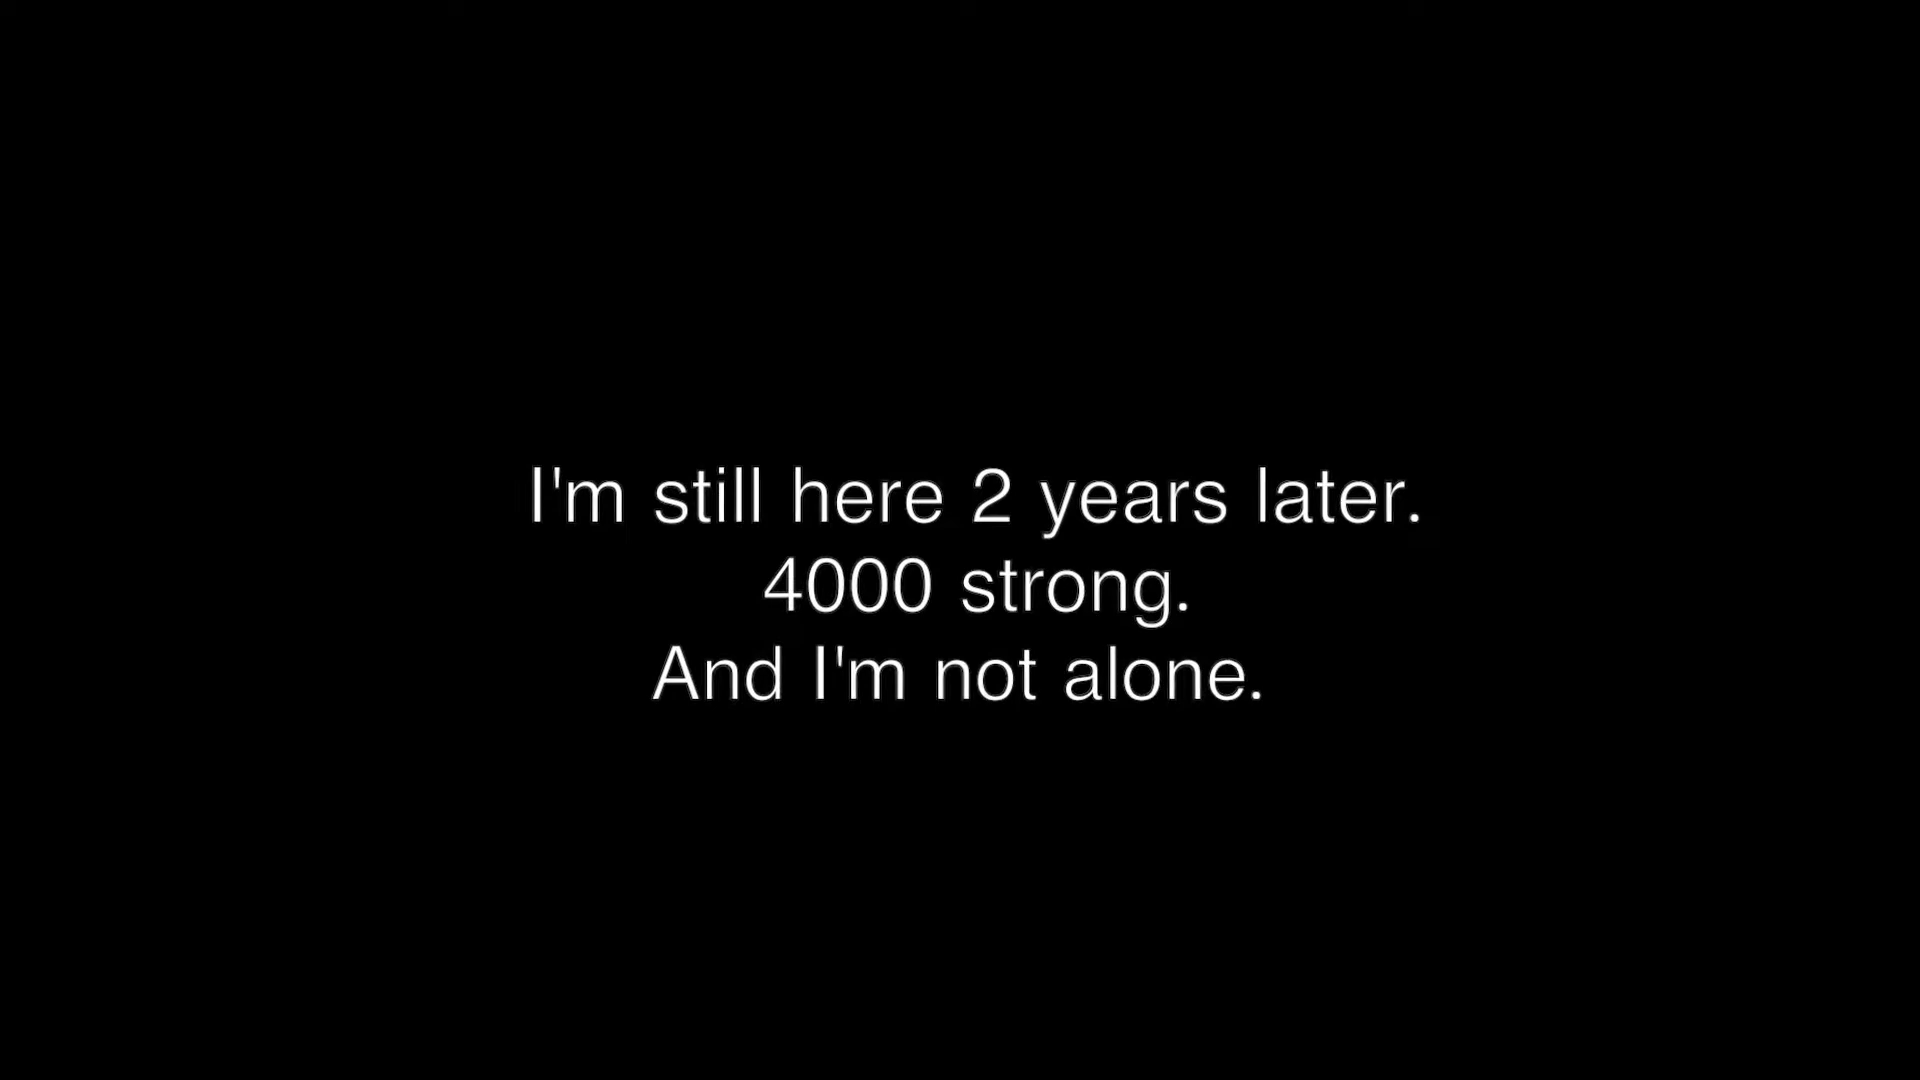 I'm still here 2 years later.
4000 strong.
And I'm not alone.